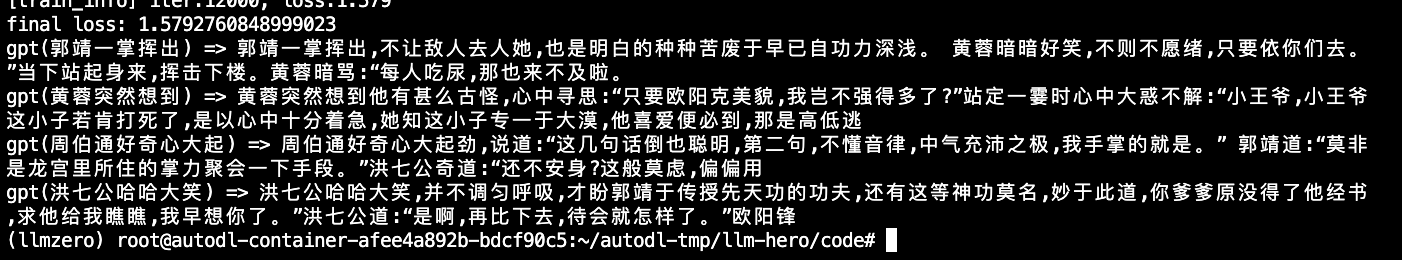 [train_info] iter:12000, loss:1.579
final loss: 1.5792760848999023
gpt(郭靖一掌挥出) => 郭靖一掌挥出,不让敌人去人她,也是明白的种种苦废于早已自功力深浅。 黄蓉暗暗好笑,不则不愿绪,只要依你们去。
”当下站起身来,挥击下楼。黄蓉暗骂:“每人吃尿,那也来不及啦。
gpt(黄蓉突然想到) => 黄蓉突然想到他有甚么古怪,心中寻思:“只要欧阳克美貌,我岂不强得多了?”站定一霎时心中大惑不解:“小王爷,小王爷
这小子若肯打死了,是以心中十分着急,她知这小子专一于大漠,他喜爱便必到,那是高低逃
gpt(周伯通好奇心大起) => 周伯通好奇心大起劲,说道:“这几句话倒也聪明,第二句,不懂音律,中气充沛之极,我手掌的就是。” 郭靖道:“莫非
是龙宫里所住的掌力聚会一下手段。”洪七公奇道:“还不安身?这般莫虑,偏偏用
gpt(洪七公哈哈大笑) => 洪七公哈哈大笑,并不调匀呼吸,才盼郭靖于传授先天功的功夫,还有这等神功莫名,妙于此道,你爹爹原没得了他经书
,求他给我瞧瞧,我早想你了。”洪七公道:“是啊,再比下去,待会就怎样了。”欧阳锋
(llmzero) root@autodl-container-afee4a892b-bdcf90c5:~/autodl-tmp/llm-hero/code#